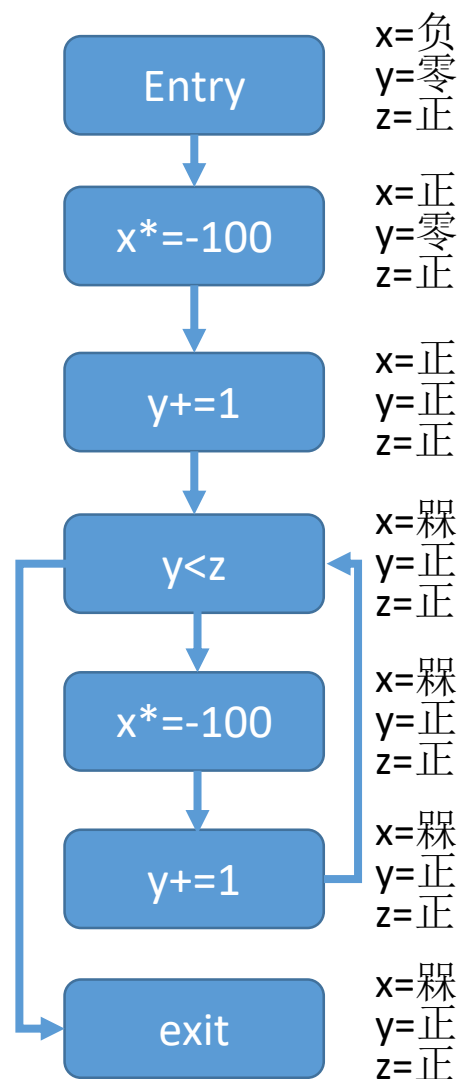 Entry
x=负
y=零
z=正
x*=-100
x=正
y=零
z=正
y+=1
x=正
y=正
z=正
y<z
x=槑
y=正
z=正
x*=-100
x=槑
y=正
z=正
y+=1
x=槑
y=正
z=正
exit
x=槑
y=正
z=正